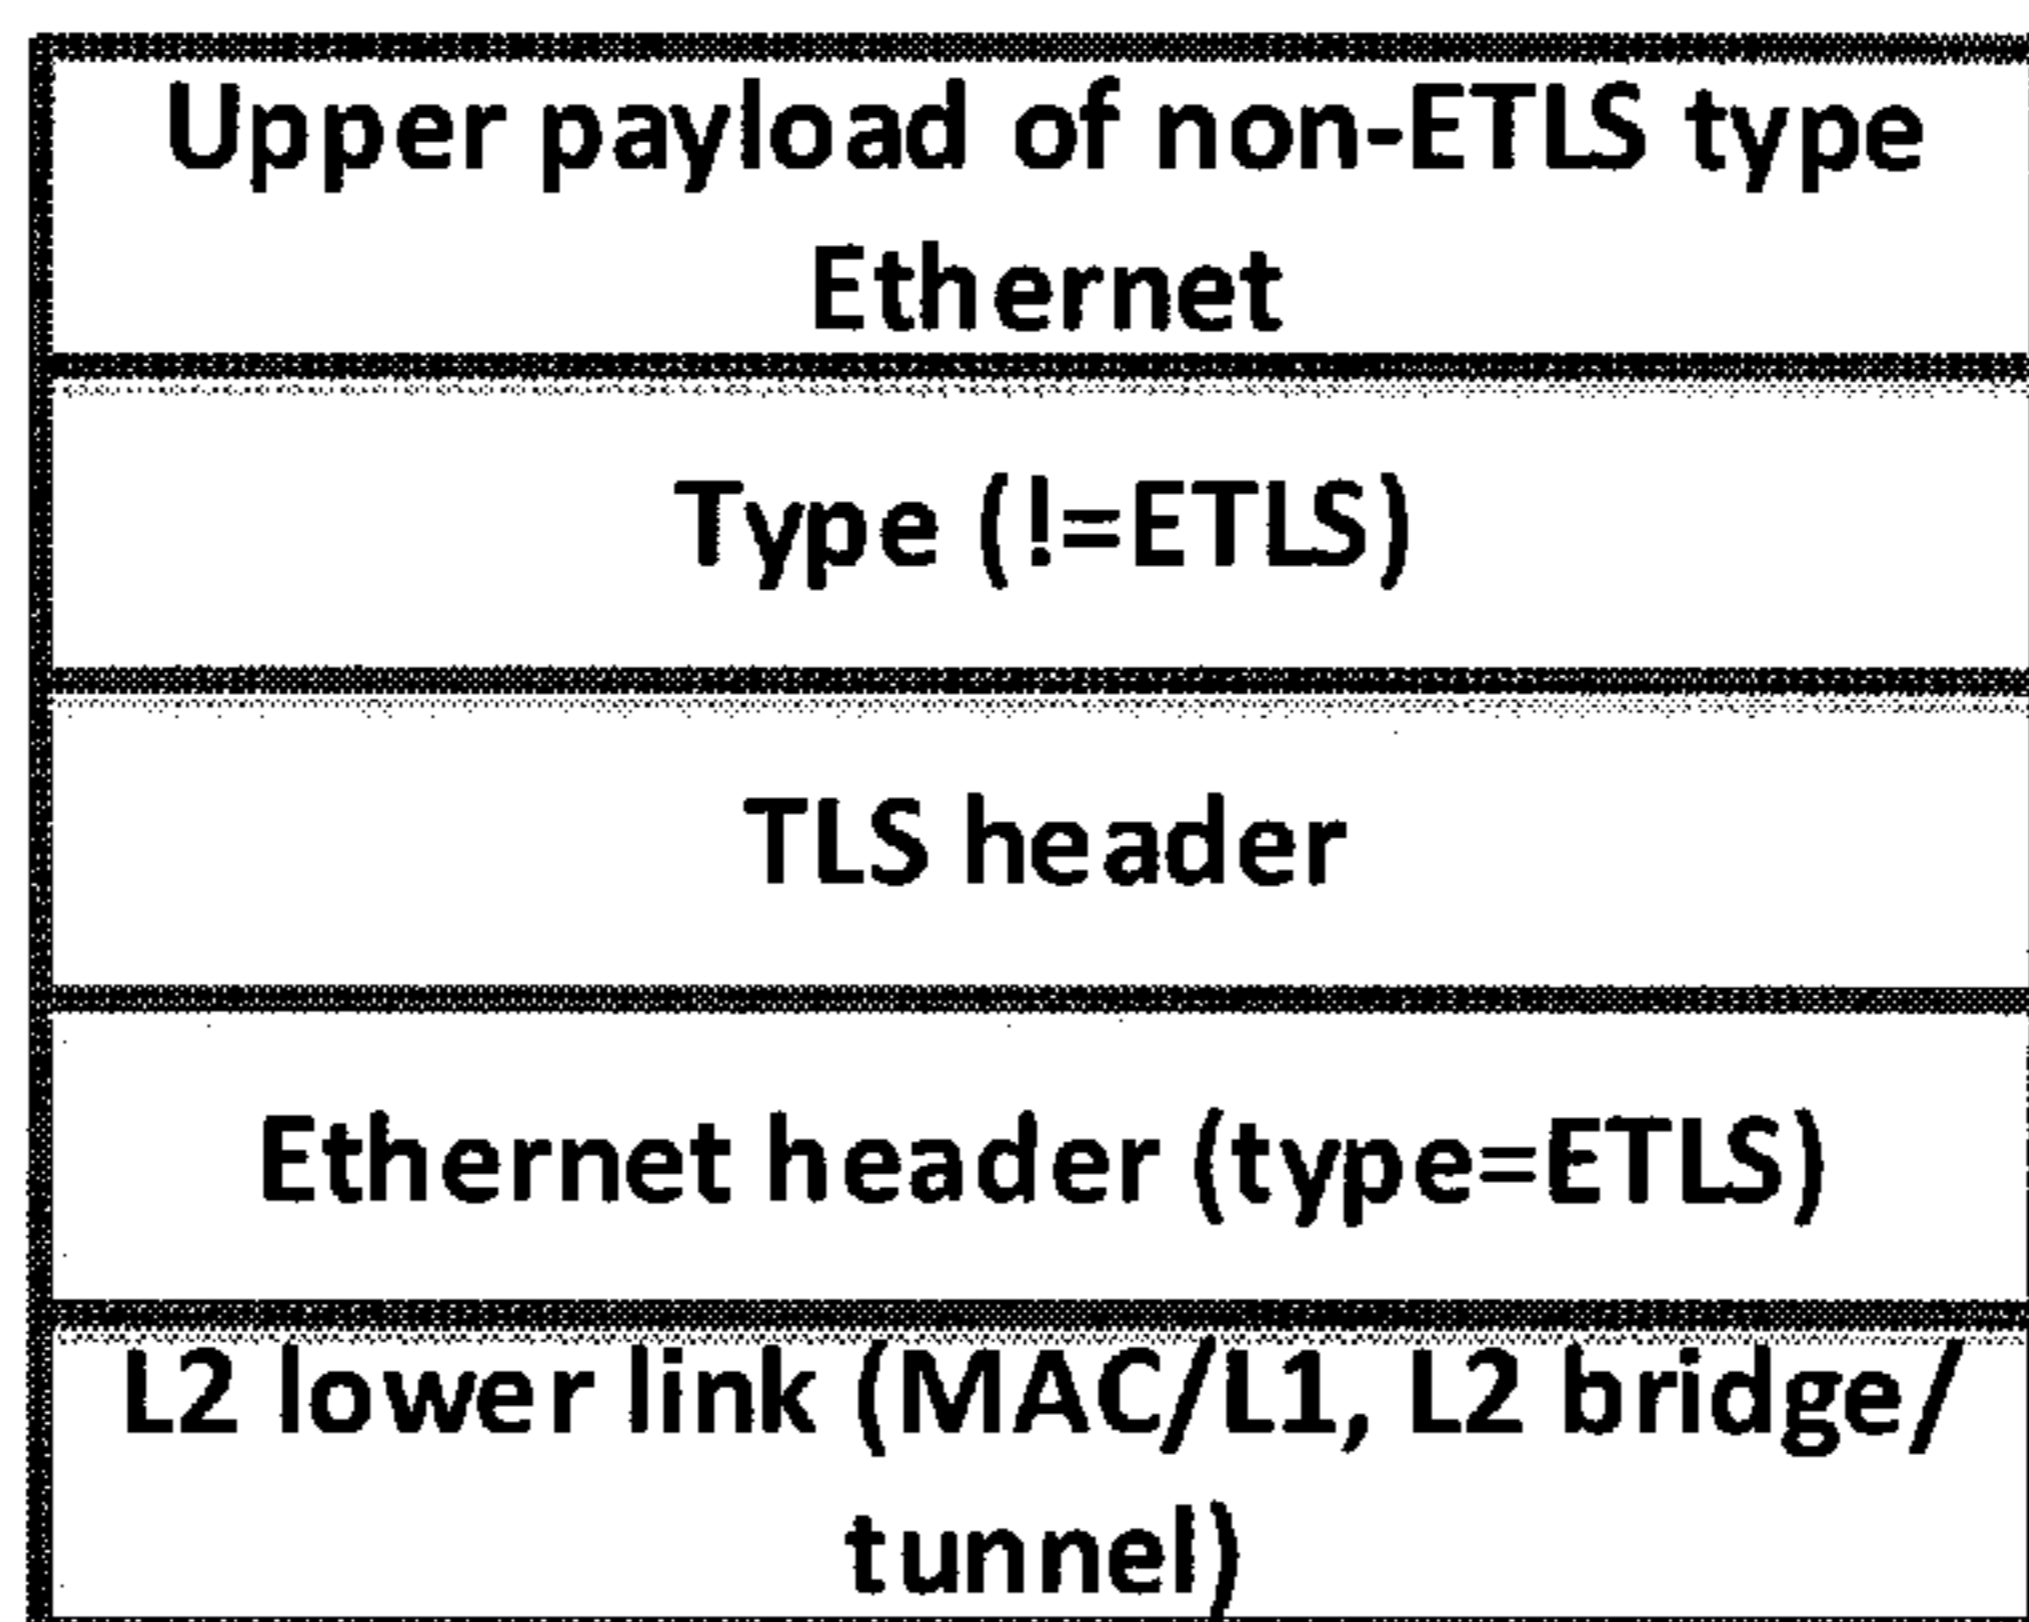 Upper payload of non-ETLS type
Ethernet
Type (!=ETLS)
TLS header
Ethernet header (type=ETLS)
L2 lower link (MAC/L1, L2 bridge/
tunnel)